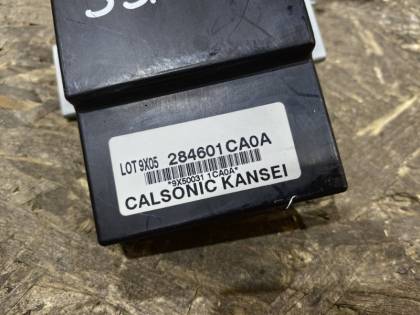 LOT 9X05 284601CA0A
*9X50031 1CA0A*
CALSONIC KANSEI